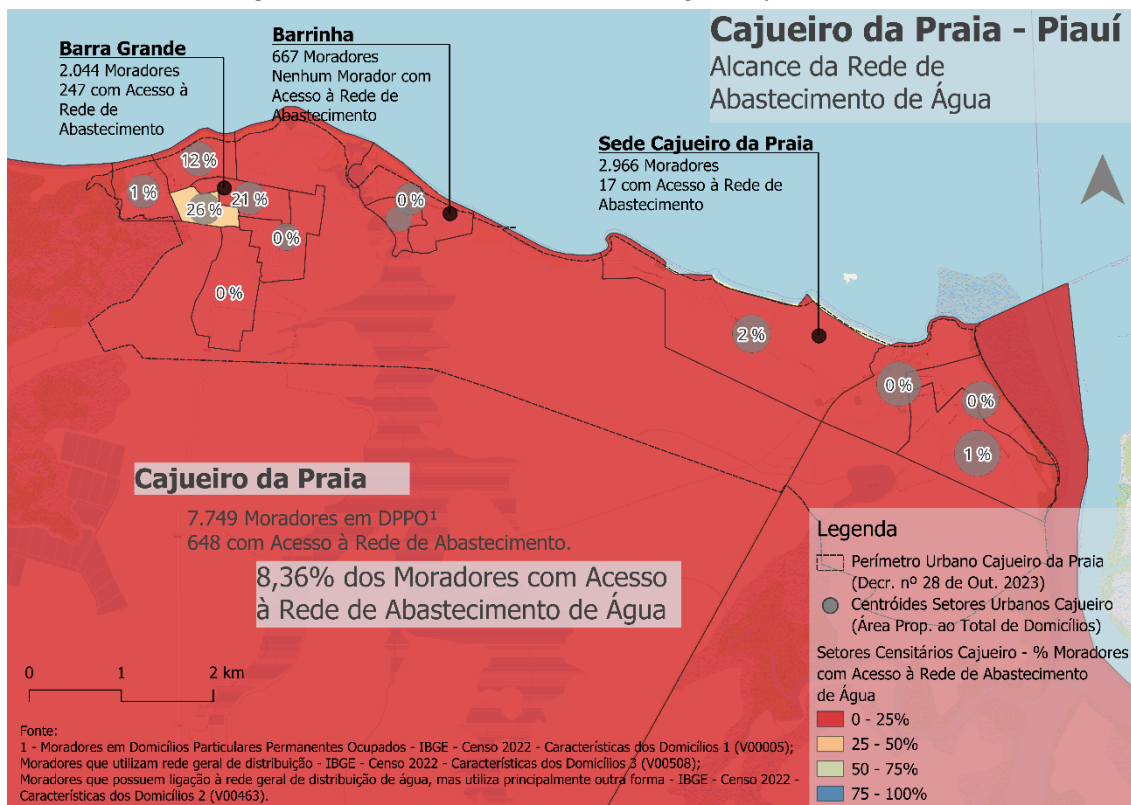 Cajueiro da Praia - Piauí
Alcance da Rede de
Abastecimento de Água
Barra Grande
2.044 Moradores
247 com Acesso à
Rede de
Abastecimento
Barrinha
667 Moradores
Nenhum Morador com
Acesso à Rede de
Abastecimento
Sede Cajueiro da Praia
2.966 Moradores
17 com Acesso à Rede de
Abastecimento
12 %
1 %
26 %
21 %
0 %
0 %
0 %
2 %
0 %
0 %
1 %
Cajueiro da Praia
7.749 Moradores em DPPO¹
648 com Acesso à Rede de Abastecimento.
8,36% dos Moradores com Acesso
à Rede de Abastecimento de Água
0 1 2 km
Legenda
Perímetro Urbano Cajueiro da Praia
(Decr. nº 28 de Out. 2023)
Centróides Setores Urbanos Cajueiro
(Área Prop. ao Total de Domicílios)
Setores Censitários Cajueiro - % Moradores
com Acesso à Rede de Abastecimento
de Água
0 - 25%
25 - 50%
50 - 75%
75 - 100%
Fonte:
1 - Moradores em Domicílios Particulares Permanentes Ocupados - IBGE - Censo 2022 - Características dos Domicílios 1 (V00005);
Moradores que utilizam rede geral de distribuição - IBGE - Censo 2022 - Características dos Domicílios 3 (V00508);
Moradores que possuem ligação à rede geral de distribuição de água, mas utiliza principalmente outra forma - IBGE - Censo 2022 -
Características dos Domicílios 2 (V00463).